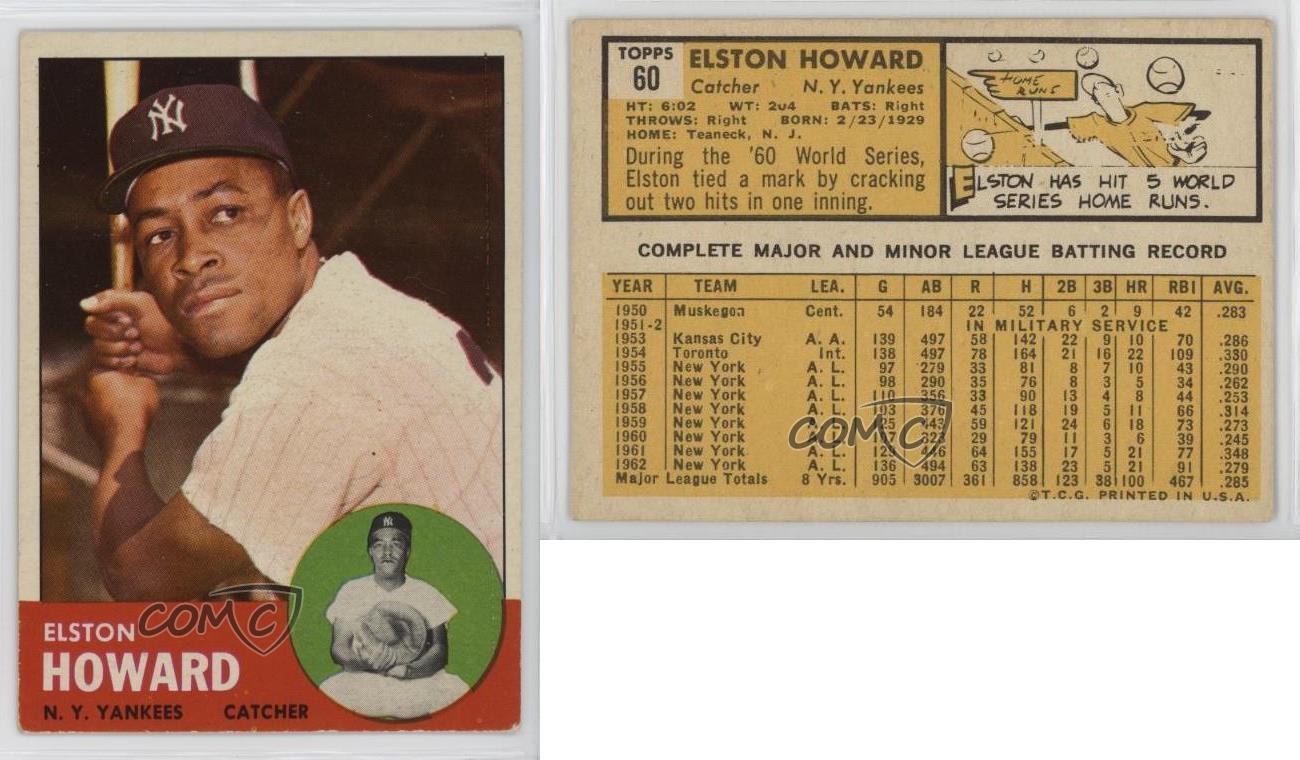 NY
ELSTON
HOWARD
N. Y. YANKEES CATCHER
NY
COMC
TOPPS
60
ELSTON HOWARD
Catcher N. Y. Yankees
HT: 6:02 WT: 204 BATS: Right
THROWS: Right BORN: 2/23/1929
HOME: Teaneck, N. J.
During the '60 World Series,
Elston tied a mark by cracking
out two hits in one inning.
HOME
RUNS
ELSTON HAS HIT 5 WORLD
SERIES HOME RUNS.
COMPLETE MAJOR AND MINOR LEAGUE BATTING RECORD
YEAR TEAM LEA. G AB R H 2B 3B HR RBI AVG.
1950 Muskegon Cent. 54 184 22 52 6 2 9 42 .283
1951-2 IN MILITARY SERVICE
1953 Kansas City A. A. 139 497 58 142 22 9 10 70 .286
1954 Toronto Int. 138 497 78 164 21 16 22 109 .330
1955 New York A. L. 97 279 33 81 8 7 10 43 .290
1956 New York A. L. 98 290 35 76 8 3 5 34 .262
1957 New York A. L. 110 356 33 90 13 4 8 44 .253
1958 New York A. L. 103 376 45 118 19 5 11 66 .314
1959 New York A. L. 125 443 59 121 24 6 18 73 .273
1960 New York A. L. 107 323 29 79 11 3 6 39 .245
1961 New York A. L. 129 446 64 155 17 5 21 77 .348
1962 New York A. L. 136 494 63 138 23 5 21 91 .279
Major League Totals 8 Yrs. 905 3007 361 858 123 38 100 467 .285
©T.C.G. PRINTED IN U.S.A.
COMC